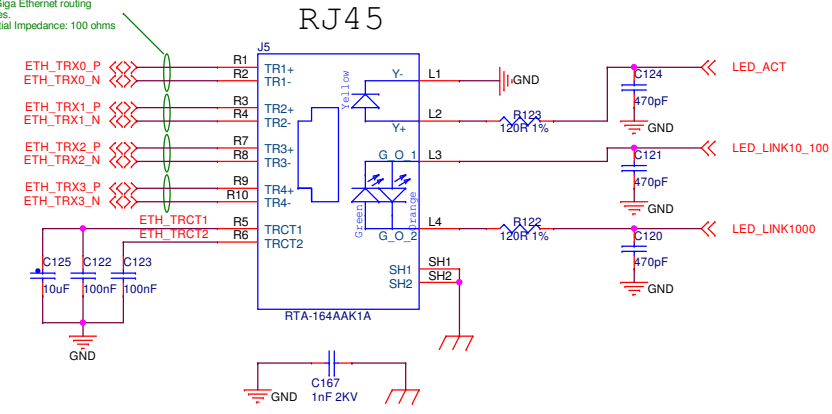 Giga Ethernet routing
es.
tial Impedance: 100 ohms
RJ45
J5
ETH_TRX0_P
R1
TR1+
ETH_TRX0_N
R2
TR1-
ETH_TRX1_P
R3
TR2+
ETH_TRX1_N
R4
TR2-
ETH_TRX2_P
R7
TR3+
ETH_TRX2_N
R8
TR3-
ETH_TRX3_P
R9
TR4+
ETH_TRX3_N
R10
TR4-
ETH_TRCT1
R5
TRCT1
ETH_TRCT2
R6
TRCT2
Yellow
Y-
L1
GND
Y+
L2
R123
120R 1%
G_O_1
L3
Green
Orange
G_O_2
L4
R122
120R 1%
SH1
SH1
SH2
SH2
RTA-164AAK1A
C124
470pF
GND
LED_ACT
C121
470pF
GND
LED_LINK10_100
C120
470pF
GND
LED_LINK1000
C125
10uF
C122
100nF
C123
100nF
GND
GND
C167
1nF 2KV